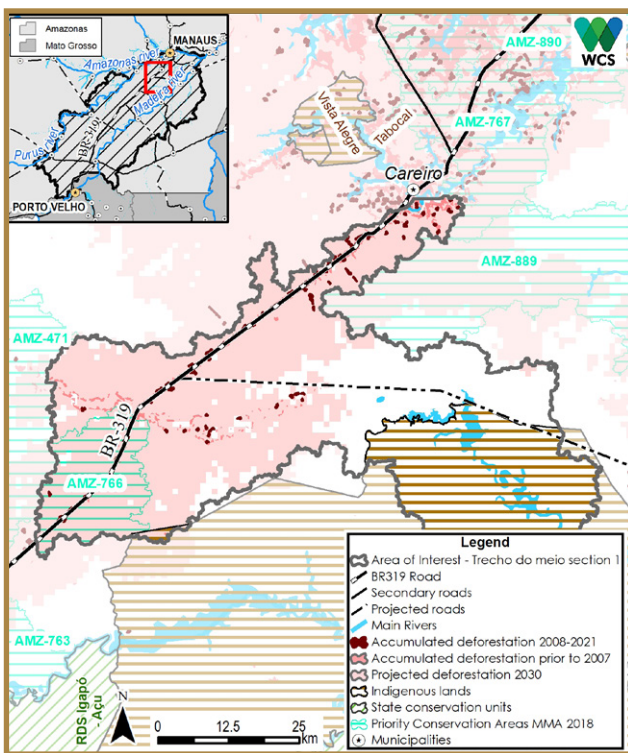 Amazonas
Mato Grosso
MANAUS
Amazonas river
Madeira river
Purus river
BR-319
PORTO VELHO
WCS
AMZ-890
AMZ-767
Vista Alegre
Tabocal
Careiro
AMZ-889
AMZ-471
BR-319
AMZ-766
AMZ-763
RDS Igapó
- Açu
N
0 12.5 25
km
Legend
Area of Interest - Trecho do meio section 1
BR319 Road
Secondary roads
Projected roads
Main Rivers
Accumulated deforestation 2008-2021
Accumulated deforestation prior to 2007
Projected deforestation 2030
Indigenous lands
State conservation units
Priority Conservation Areas MMA 2018
Municipalities